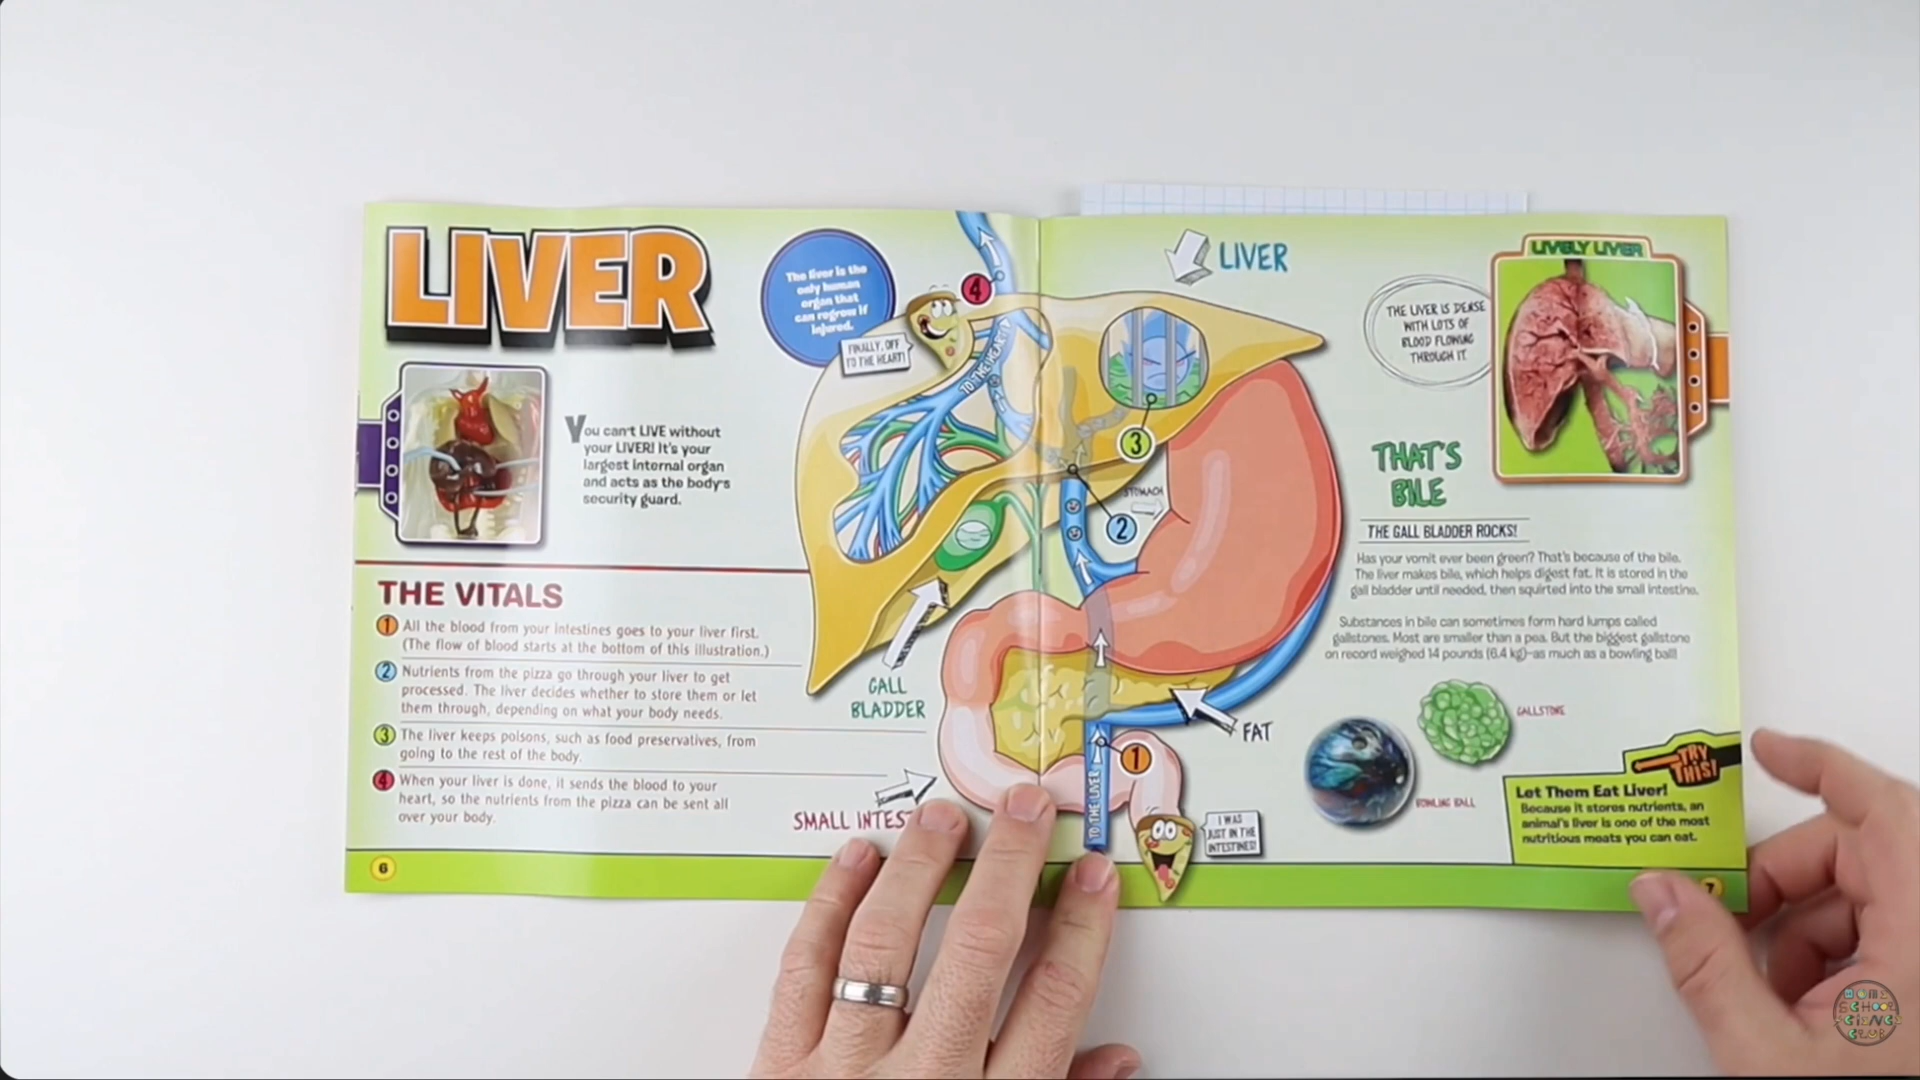 LIVER
The liver is the
only human
organ that
can regrow if
injured.
You can't LIVE without
your LIVER! It's your
largest internal organ
and acts as the body's
security guard.
THE VITALS
1 All the blood from your intestines goes to your liver first.
(The flow of blood starts at the bottom of this illustration.)
2 Nutrients from the pizza go through your liver to get
processed. The liver decides whether to store them or let
them through, depending on what your body needs.
3 The liver keeps poisons, such as food preservatives, from
going to the rest of the body.
4 When your liver is done, it sends the blood to your
heart, so the nutrients from the pizza can be sent all
over your body.
6
4
FINALLY, OFF
TO THE HEART!
TO THE HEART
LIVER
3
STOMACH
2
GALL
BLADDER
FAT
1
TO THE LIVER
SMALL INTEST
I WAS
JUST IN THE
INTESTINES!
LIVELY LIVER
THE LIVER IS DENSE
WITH LOTS OF
BLOOD FLOWING
THROUGH IT.
THAT'S
BILE
THE GALL BLADDER ROCKS!
Has your vomit ever been green? That's because of the bile.
The liver makes bile, which helps digest fat. It is stored in the
gall bladder until needed, then squirted into the small intestine.
Substances in bile can sometimes form hard lumps called
gallstones. Most are smaller than a pea. But the biggest gallstone
on record weighed 14 pounds (6.4 kg)–as much as a bowling ball!
GALLSTONE
BOWLING BALL
TRY
THIS!
Let Them Eat Liver!
Because it stores nutrients, an
animal's liver is one of the most
nutritious meats you can eat.
7
HOME
SCHOOL
SCIENCE
CLUB